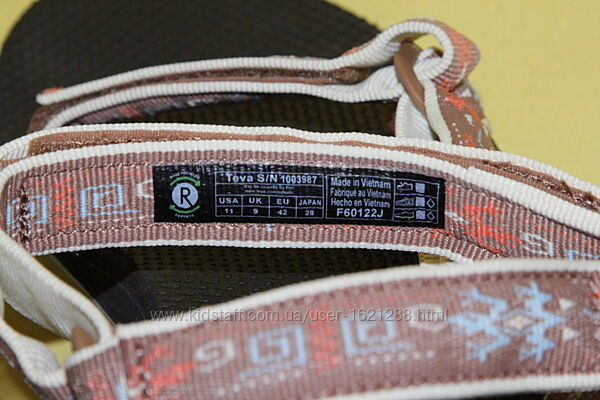 R
Teva S/N 1003987
USA UK EU JAPAN
11 9 42 28
Made in Vietnam
Fabriqué au Vietnam
Hecho en Vietnam
F60122J
www.kidstaff.com.ua/user-1621288.html